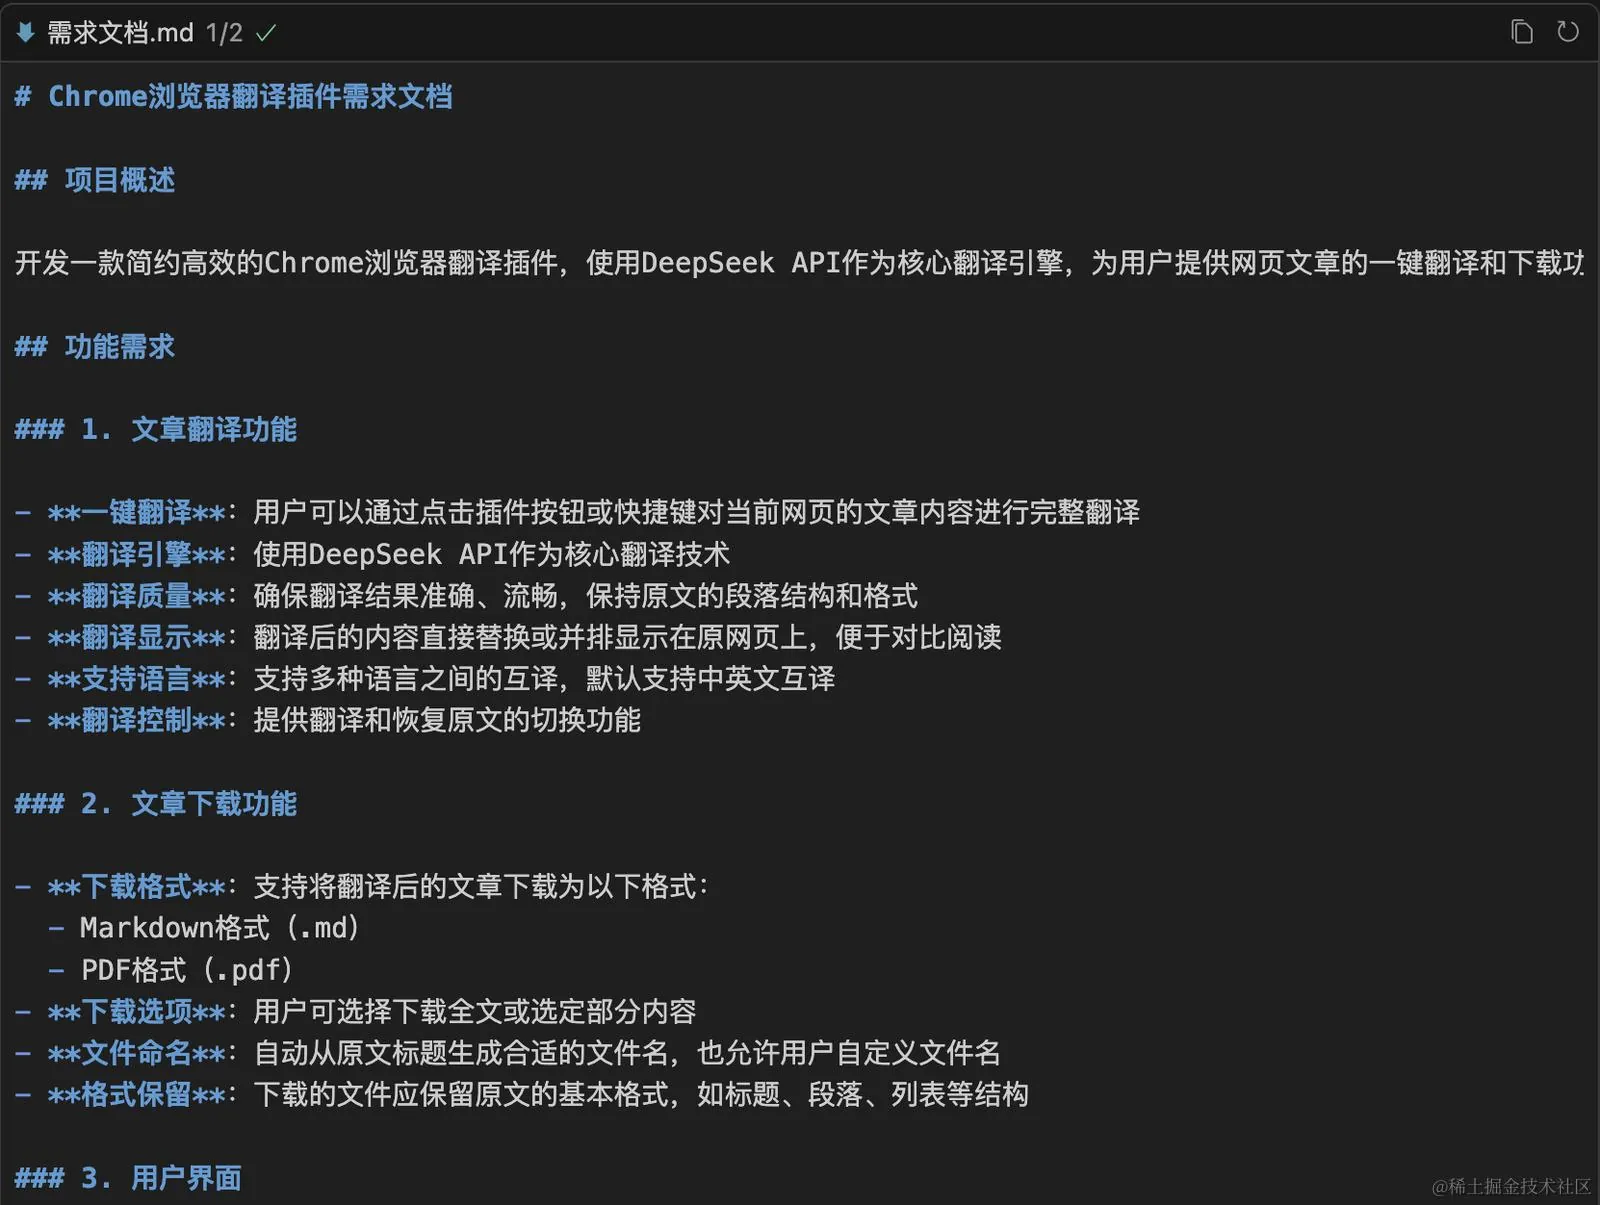 需求文档.md 1/2
# Chrome浏览器翻译插件需求文档
## 项目概述
开发一款简约高效的Chrome浏览器翻译插件，使用DeepSeek API作为核心翻译引擎，为用户提供网页文章的一键翻译和下载功
## 功能需求
### 1. 文章翻译功能
- **一键翻译**：用户可以通过点击插件按钮或快捷键对当前网页的文章内容进行完整翻译
- **翻译引擎**：使用DeepSeek API作为核心翻译技术
- **翻译质量**：确保翻译结果准确、流畅，保持原文的段落结构和格式
- **翻译显示**：翻译后的内容直接替换或并排显示在原网页上，便于对比阅读
- **支持语言**：支持多种语言之间的互译，默认支持中英文互译
- **翻译控制**：提供翻译和恢复原文的切换功能
### 2. 文章下载功能
- **下载格式**：支持将翻译后的文章下载为以下格式：
  - Markdown格式（.md）
  - PDF格式（.pdf）
- **下载选项**：用户可选择下载全文或选定部分内容
- **文件命名**：自动从原文标题生成合适的文件名，也允许用户自定义文件名
- **格式保留**：下载的文件应保留原文的基本格式，如标题、段落、列表等结构
### 3. 用户界面
@稀土掘金技术社区